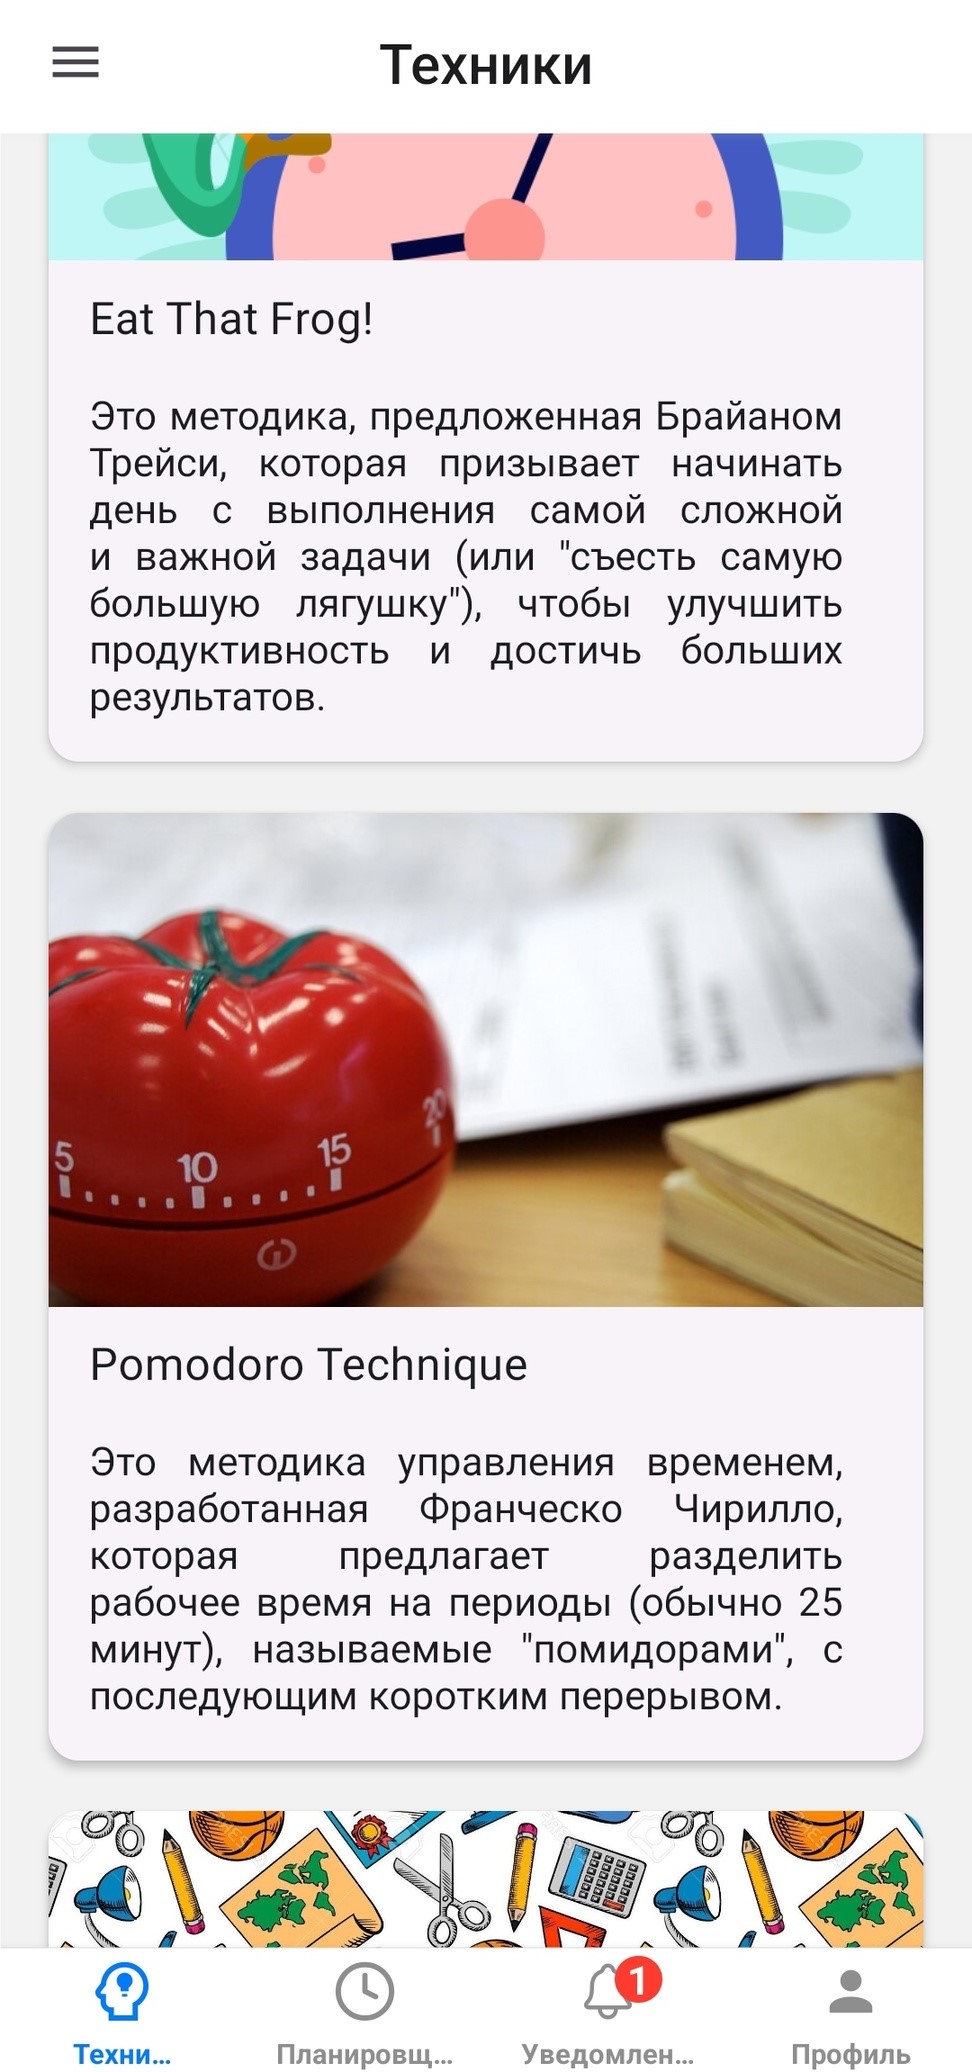 Техники
Eat That Frog!
Это методика, предложенная Брайаном
Трейси, которая призывает начинать
день с выполнения самой сложной
и важной задачи (или "съесть самую
большую лягушку"), чтобы улучшить
продуктивность и достичь больших
результатов.
5 10 15 20
Pomodoro Technique
Это методика управления временем,
разработанная Франческо Чирилло,
которая предлагает разделить
рабочее время на периоды (обычно 25
минут), называемые "помидорами", с
последующим коротким перерывом.
1
Техни... Планировщ... Уведомлен... Профиль